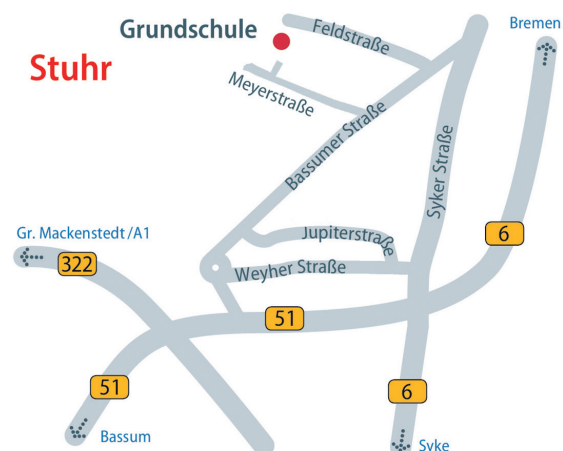 Bremen
Grundschule
Feldstraße
Stuhr
Meyerstraße
Bassumer Straße
Syker Straße
Gr. Mackenstedt /A1
Jupiterstraße
6
322
Weyher Straße
51
51
6
Bassum
Syke